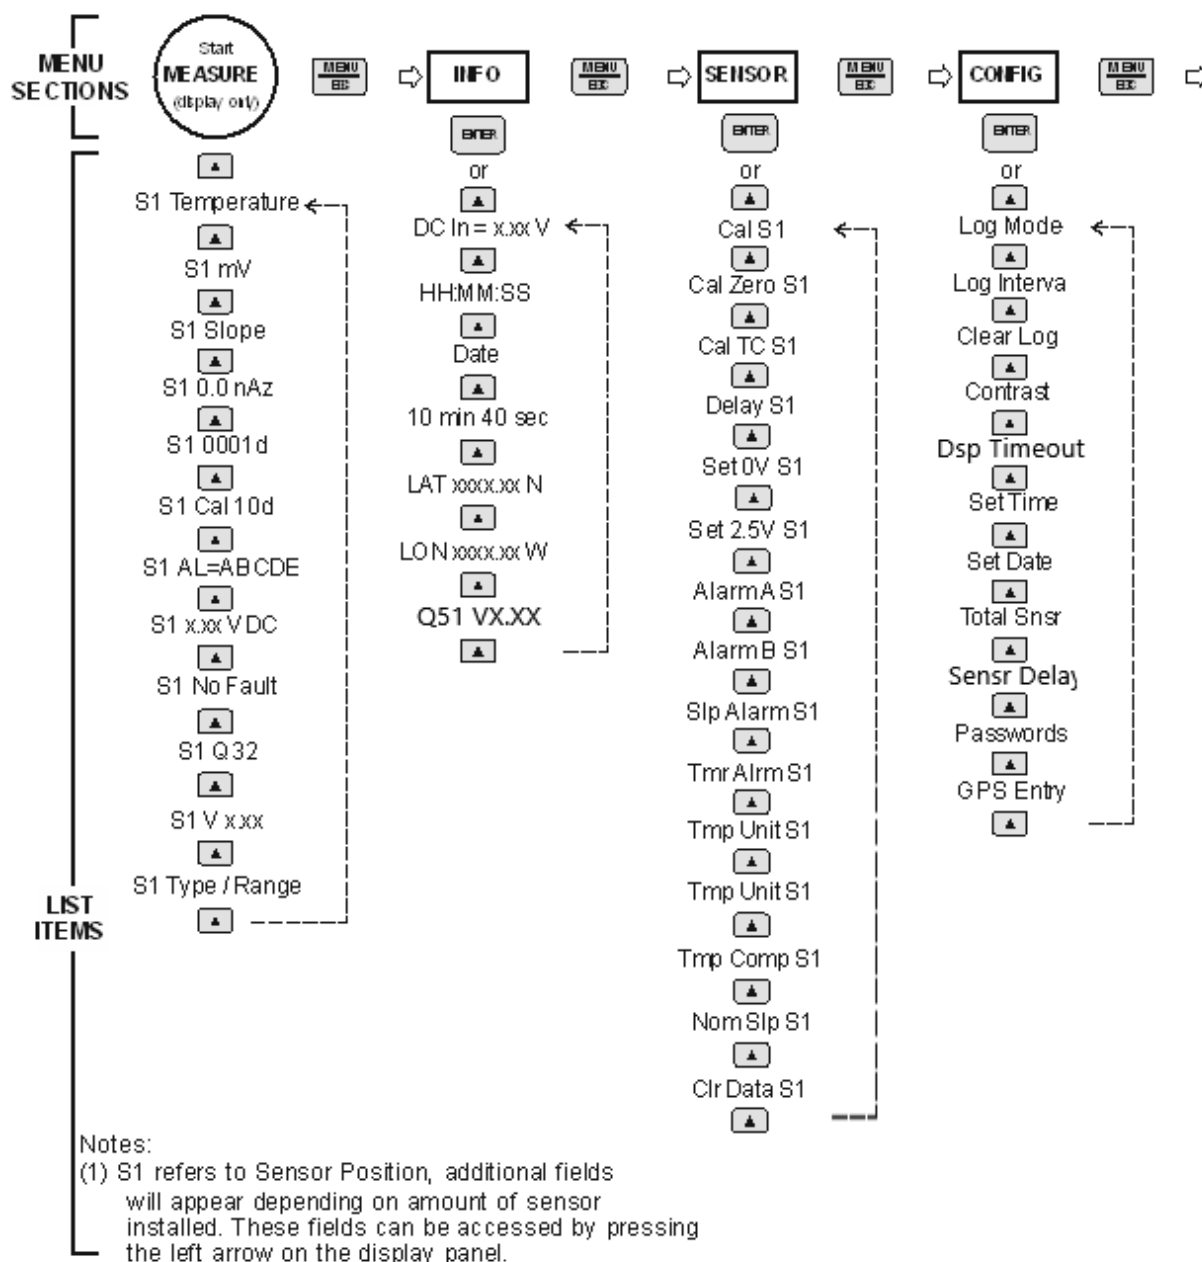 MENU
SECTIONS
Start
MEASURE
(display only)
MENU
ESC
INFO
MENU
ESC
SENSOR
MENU
ESC
CONFIG
MENU
ESC
LIST
ITEMS
S1 Temperature
S1 mV
S1 Slope
S1 0.0 nAz
S1 0001d
S1 Cal 10d
S1 AL=ABCDE
S1 x.xx V DC
S1 No Fault
S1 Q32
S1 V x.xx
S1 Type / Range
ENTER
or
DC In = x.xx V
HH:MM:SS
Date
10 min 40 sec
LAT xxxx.xx N
LON xxxx.xx W
Q51 VX.XX
ENTER
or
Cal S1
Cal Zero S1
Cal TC S1
Delay S1
Set 0V S1
Set 2.5V S1
Alarm A S1
Alarm B S1
Slp Alarm S1
Tmr Alrm S1
Tmp Unit S1
Tmp Unit S1
Tmp Comp S1
Nom Slp S1
Clr Data S1
ENTER
or
Log Mode
Log Interva
Clear Log
Contrast
Dsp Timeout
Set Time
Set Date
Total Snsr
Sensr Delay
Passwords
GPS Entry
Notes:
(1) S1 refers to Sensor Position, additional fields
will appear depending on amount of sensor
installed. These fields can be accessed by pressing
the left arrow on the display panel.